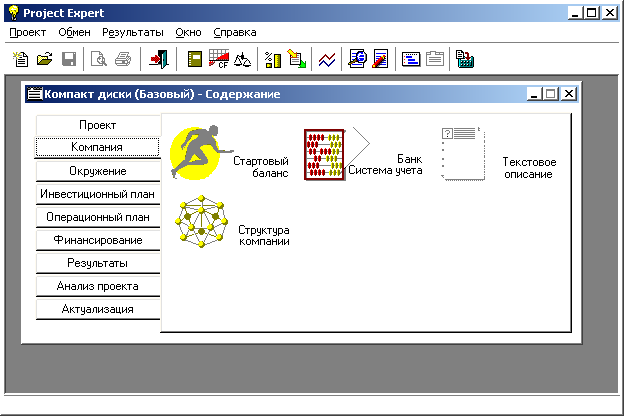 Project Expert
Проект Обмен Результаты Окно Справка
CF
Компакт диски (Базовый) - Содержание
Проект
Компания
Окружение
Инвестиционный план
Операционный план
Финансирование
Результаты
Анализ проекта
Актуализация
Стартовый
баланс
Банк
Система учета
?
Текстовое
описание
Структура
компании